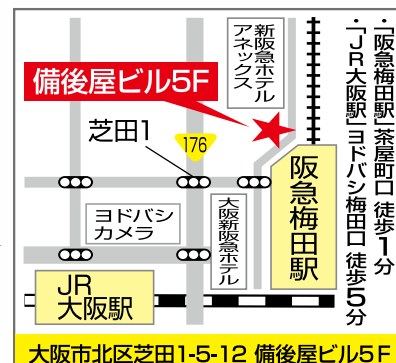 ・「阪急梅田駅」茶屋町口 徒歩1分
・「JR大阪駅」ヨドバシ梅田口 徒歩5分
新阪急ホテル
アネックス
備後屋ビル5F
芝田1
176
ヨドバシ
カメラ
大阪新阪急ホテル
阪急梅田駅
JR
大阪駅
大阪市北区芝田1-5-12 備後屋ビル5F